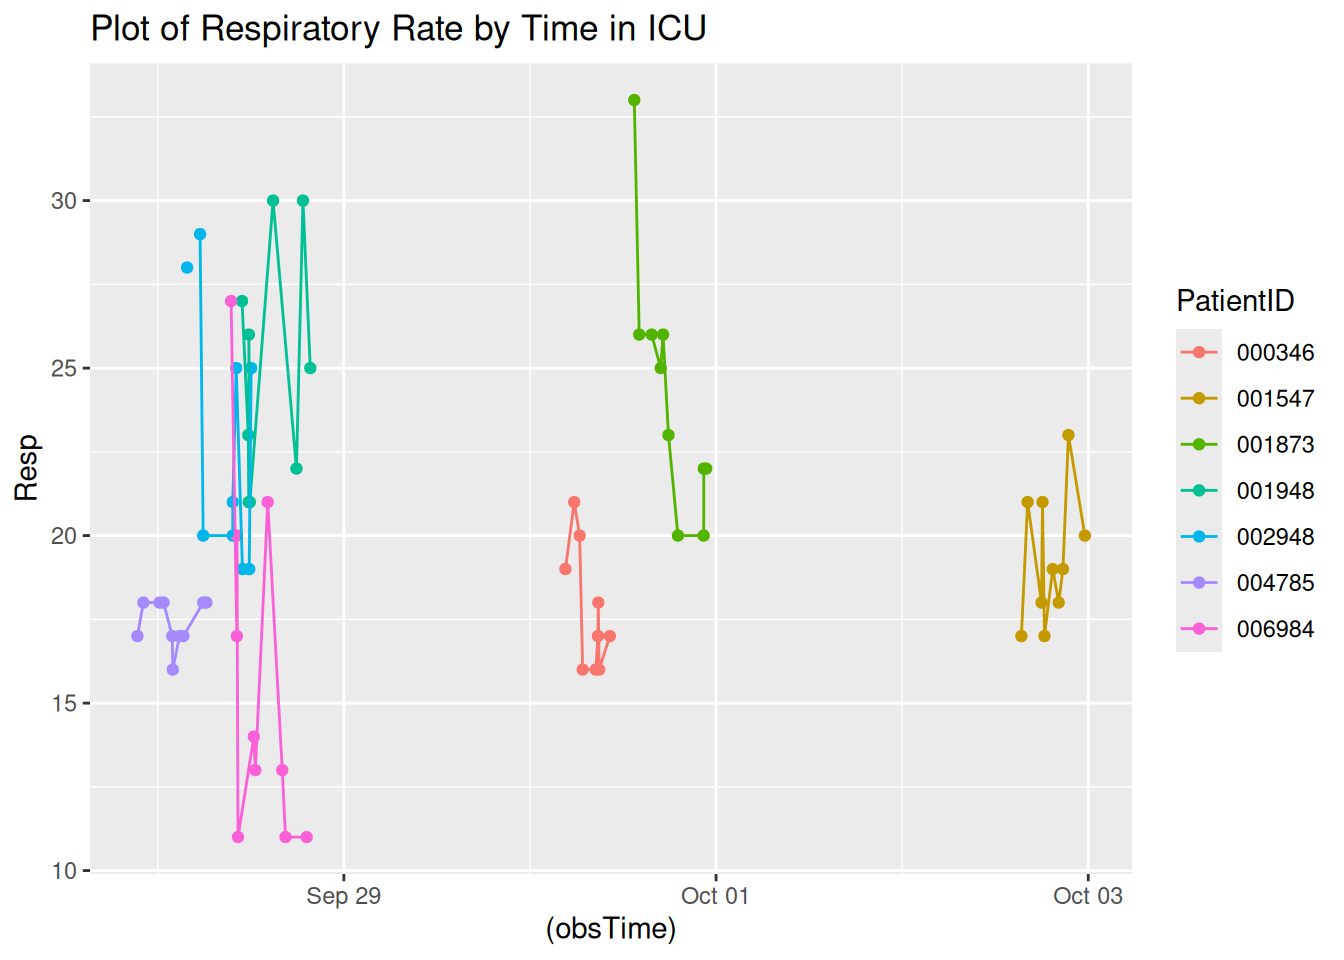 Plot of Respiratory Rate by Time in ICU
Resp
30
25
20
15
10
Sep 29
Oct 01
Oct 03
(obsTime)
PatientID
000346
001547
001873
001948
002948
004785
006984